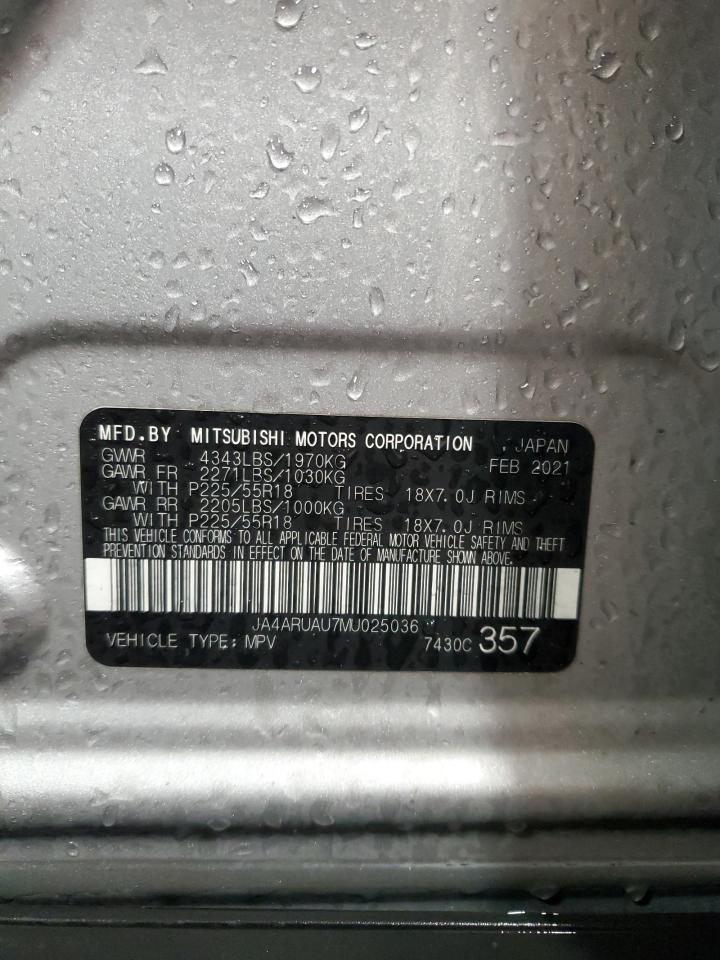 MFD.BY MITSUBISHI MOTORS CORPORATION , JAPAN
GVWR 4343LBS/1970KG FEB 2021
GAWR FR 2271LBS/1030KG
WITH P225/55R18 TIRES 18X7.0J RIMS
GAWR RR 2205LBS/1000KG
WITH P225/55R18 TIRES 18X7.0J RIMS
THIS VEHICLE CONFORMS TO ALL APPLICABLE FEDERAL MOTOR VEHICLE SAFETY AND THEFT
PREVENTION STANDARDS IN EFFECT ON THE DATE OF MANUFACTURE SHOWN ABOVE.
JA4ARUAU7MU025036
VEHICLE TYPE: MPV 7430C 357